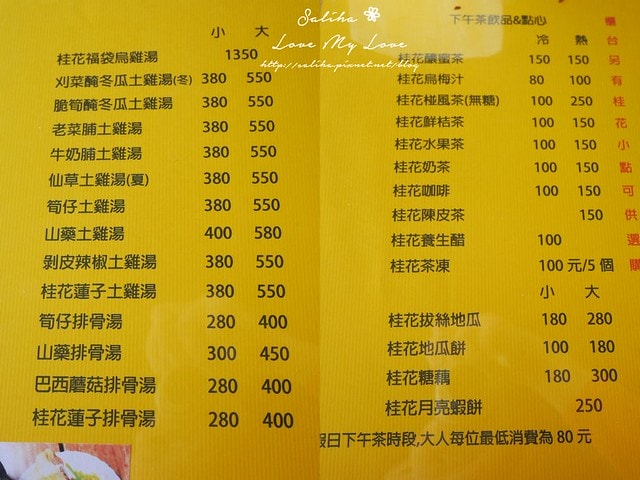 小 大
桂花福袋烏雞湯 1350
刈菜醃冬瓜土雞湯(冬) 380 550
脆筍醃冬瓜土雞湯 380 550
老菜脯土雞湯 380 550
牛奶脯土雞湯 380 550
仙草土雞湯(夏) 380 550
筍仔土雞湯 380 550
山藥土雞湯 400 580
剝皮辣椒土雞湯 380 550
桂花蓮子土雞湯 380 550
筍仔排骨湯 280 400
山藥排骨湯 300 450
巴西蘑菇排骨湯 280 400
桂花蓮子排骨湯 280 400
Saliha
Love My Love
http://saliha.pixnet.net/blog
下午茶飲品&點心
冷 熱
桂花釀蜜茶 150 150
桂花烏梅汁 80 100
桂花椪風茶(無糖) 100 250
桂花鮮桔茶 100 150
桂花水果茶 100 150
桂花奶茶 100 150
桂花咖啡 100 150
桂花陳皮茶 150
桂花養生醋 100
桂花茶凍 100 元/5 個
小 大
桂花拔絲地瓜 180 280
桂花地瓜餅 100 180
桂花糖藕 180 300
桂花月亮蝦餅 250
假日下午茶時段,大人每位最低消費為 80 元
櫃台另有桂花小點可供選購